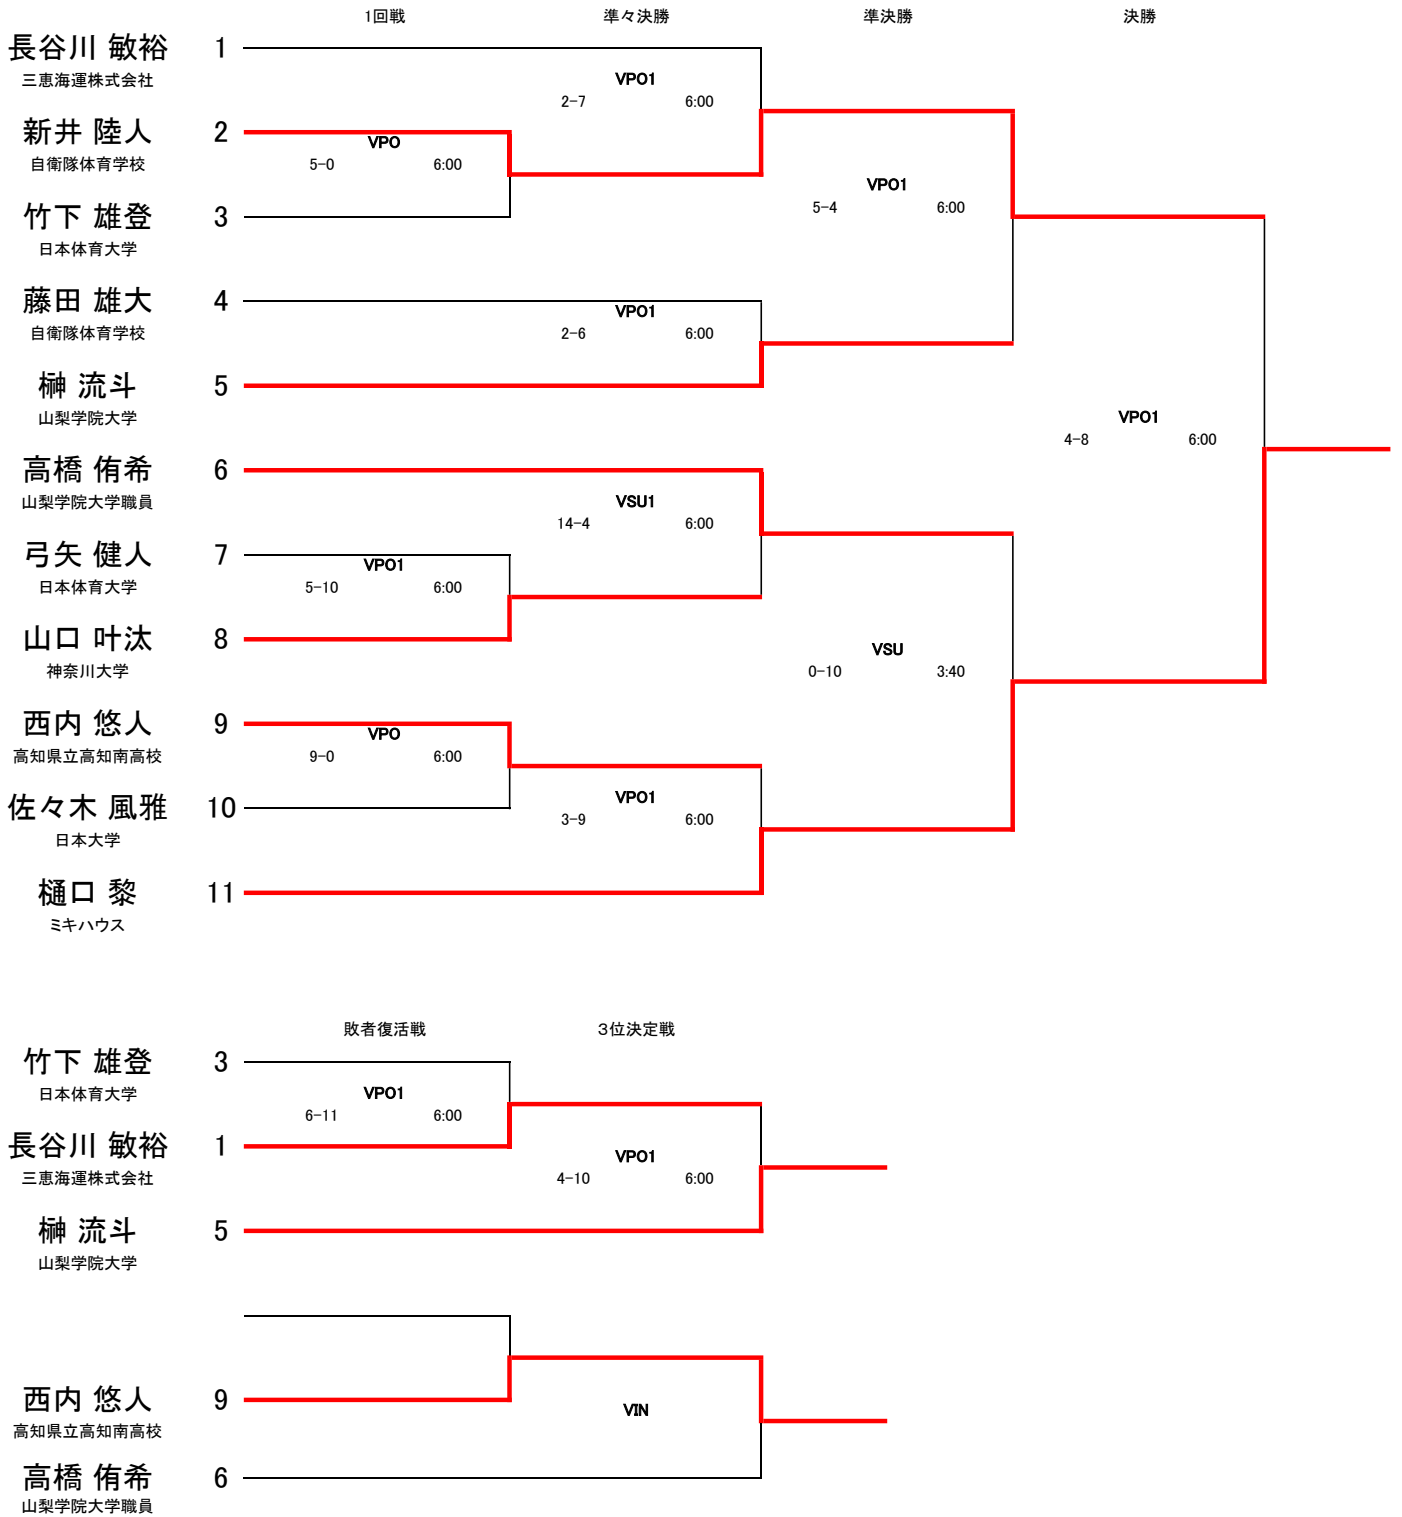 1回戦 準々決勝 準決勝 決勝
長谷川 敏裕 1
三恵海運株式会社
VPO1
2-7 6:00
新井 陸人 2
自衛隊体育学校
VPO
5-0 6:00
VPO1
5-4 6:00
竹下 雄登 3
日本体育大学
藤田 雄大 4
自衛隊体育学校
VPO1
2-6 6:00
榊 流斗 5
山梨学院大学
VPO1
4-8 6:00
高橋 侑希 6
山梨学院大学職員
VSU1
14-4 6:00
弓矢 健人 7
日本体育大学
VPO1
5-10 6:00
山口 叶汰 8
神奈川大学
VSU
0-10 3:40
西内 悠人 9
高知県立高知南高校
VPO
9-0 6:00
佐々木 風雅 10
日本大学
VPO1
3-9 6:00
樋口 黎 11
ミキハウス
敗者復活戦 3位決定戦
竹下 雄登 3
日本体育大学
VPO1
6-11 6:00
長谷川 敏裕 1
三恵海運株式会社
VPO1
4-10 6:00
榊 流斗 5
山梨学院大学
西内 悠人 9
高知県立高知南高校
VIN
高橋 侑希 6
山梨学院大学職員